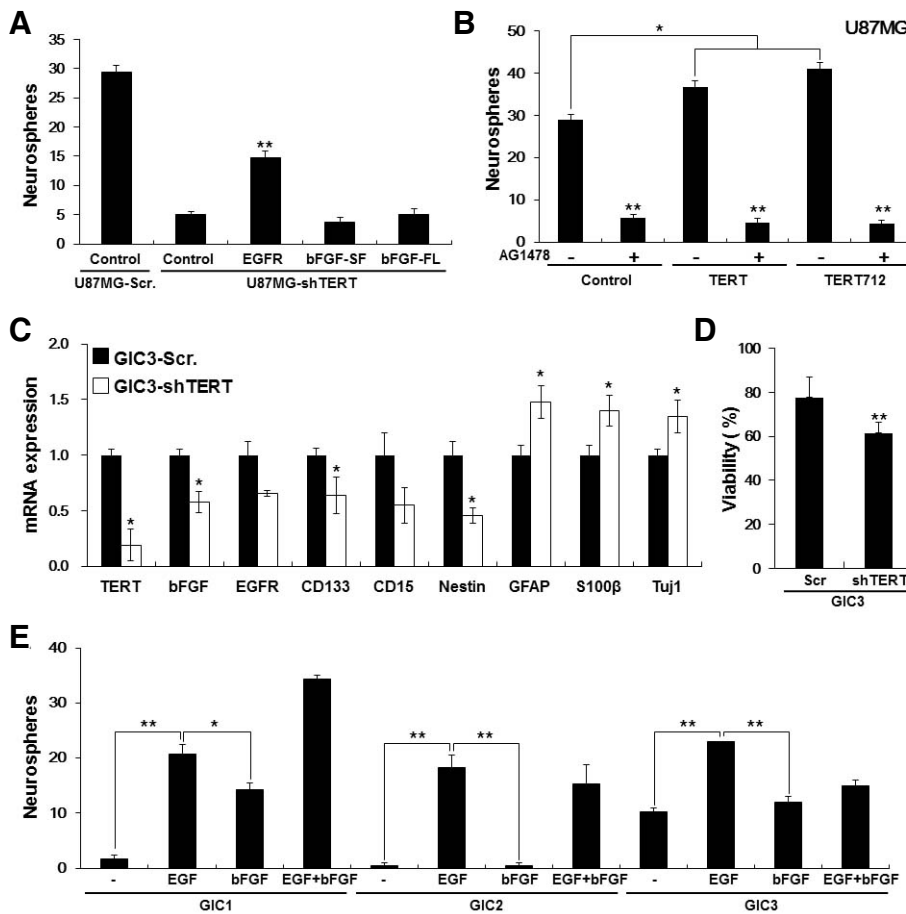 A
Neurospheres
35
30
25
20
15
10
5
0
**
Control Control EGFR bFGF-SF bFGF-FL
U87MG-Scr. U87MG-shTERT
B
U87MG
Neurospheres
50
40
30
20
10
0
*
** ** **
AG1478 - + - + - +
Control TERT TERT712
C
mRNA expression
2.0
1.5
1.0
0.5
0.0
GIC3-Scr.
GIC3-shTERT
* * * * * * *
TERT bFGF EGFR CD133 CD15 Nestin GFAP S100β Tuj1
D
Viability ( %)
100
80
60
40
20
0
**
Scr shTERT
GIC3
E
Neurospheres
40
30
20
10
0
** * ** ** ** **
- EGF bFGF EGF+bFGF - EGF bFGF EGF+bFGF - EGF bFGF EGF+bFGF
GIC1 GIC2 GIC3